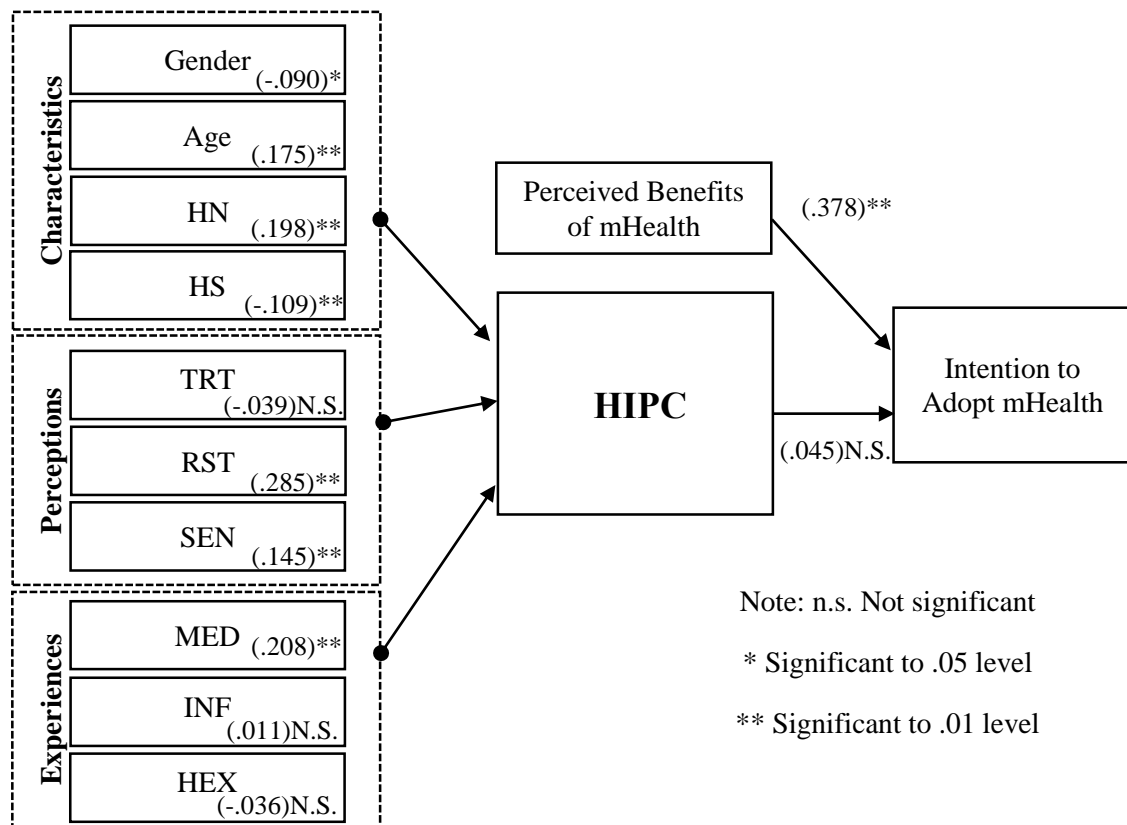 Characteristics
Gender
(-.090)*
Age
(.175)**
HN
(.198)**
HS
(-.109)**
Perceptions
TRT
(-.039)N.S.
RST
(.285)**
SEN
(.145)**
Experiences
MED
(.208)**
INF
(.011)N.S.
HEX
(-.036)N.S.
Perceived Benefits
of mHealth
(.378)**
HIPC
(.045)N.S.
Intention to
Adopt mHealth
Note: n.s. Not significant
* Significant to .05 level
** Significant to .01 level